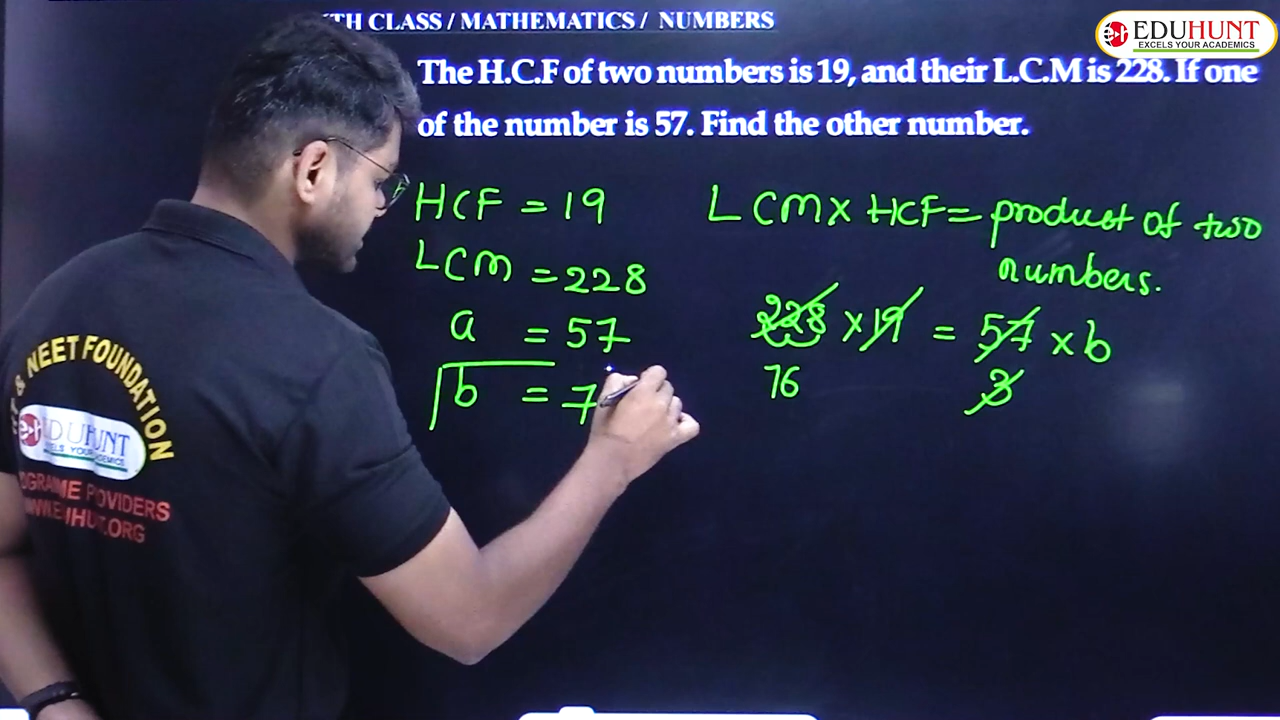 CLASS / MATHEMATICS / NUMBERS
EDUHUNT
EXCELS YOUR ACADEMICS
The H.C.F of two numbers is 19, and their L.C.M is 228. If one
of the number is 57. Find the other number.
HCF = 19
LCM = 228
a = 57
b = 7
LCM X HCF = product of two
numbers.
228 X 19 = 57 X b
76 3
& NEET FOUNDATION
EDUHUNT
PROVIDERS